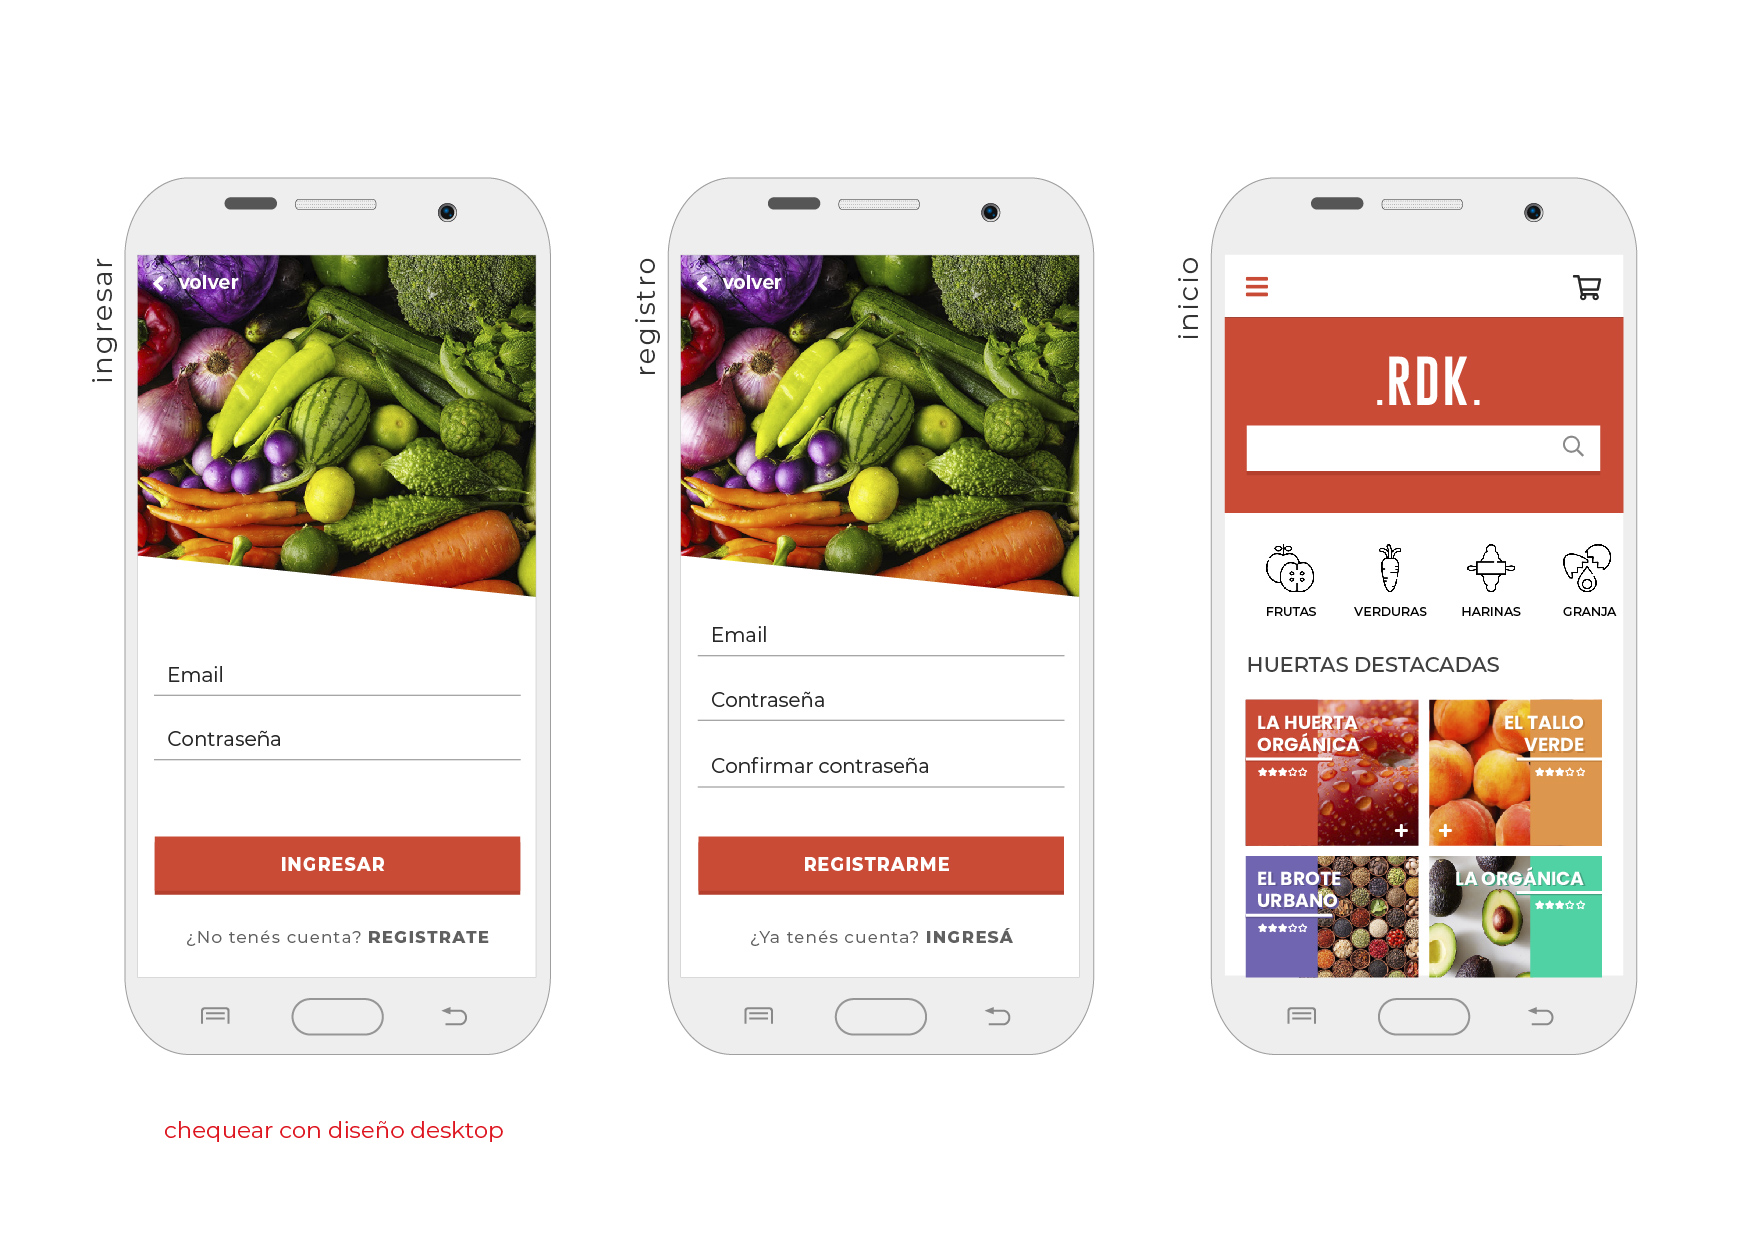 ingresar
volver
Email
Contraseña
INGRESAR
¿No tenés cuenta? REGISTRATE
chequear con diseño desktop
registro
volver
Email
Contraseña
Confirmar contraseña
REGISTRARME
¿Ya tenés cuenta? INGRESÁ
inicio
.RDK.
FRUTAS
VERDURAS
HARINAS
GRANJA
HUERTAS DESTACADAS
LA HUERTA
ORGÁNICA
EL TALLO
VERDE
EL BROTE
URBANO
LA ORGÁNICA